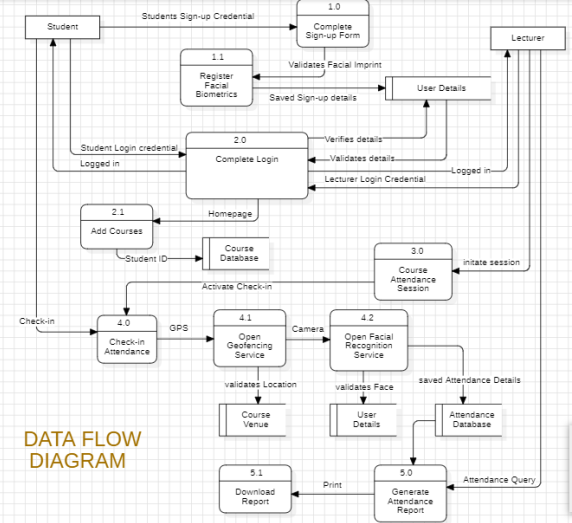 Student
Students Sign-up Credential
1.0
Complete
Sign-up Form
Lecturer
Validates Facial Imprint
1.1
Register
Facial
Biometrics
Saved Sign-up details
User Details
2.0
Complete Login
Student Login credential
Logged in
Verifies details
Validates details
Logged in
Lecturer Login Credential
Homepage
2.1
Add Courses
Student ID
Course
Database
3.0
Course
Attendance
Session
initate session
Activate Check-in
Check-in
4.0
Check-in
Attendance
GPS
4.1
Open
Geofencing
Service
Camera
4.2
Open Facial
Recognition
Service
validates Location
validates Face
saved Attendance Details
Course
Venue
User
Details
Attendance
Database
DATA FLOW
DIAGRAM
5.1
Download
Report
Print
5.0
Generate
Attendance
Report
Attendance Query